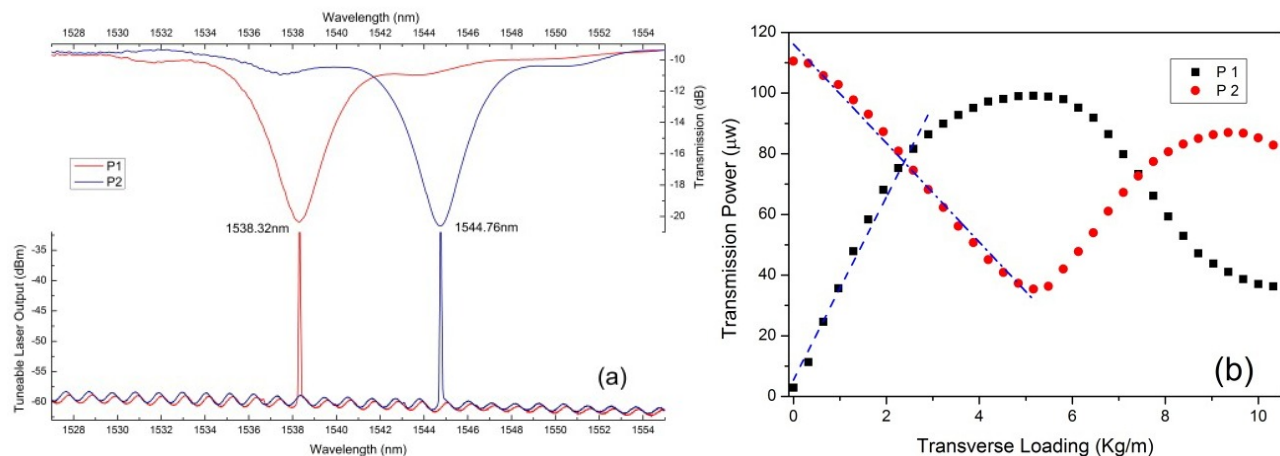 Wavelength (nm)
1528 1530 1532 1534 1536 1538 1540 1542 1544 1546 1548 1550 1552 1554
-10
-12
-14
-16
-18
-20
Transmission (dB)
P1
P2
1538.32nm
1544.76nm
Tuneable Laser Output (dBm)
-35
-40
-45
-50
-55
-60
(a)
1528 1530 1532 1534 1536 1538 1540 1542 1544 1546 1548 1550 1552 1554
Wavelength (nm)
Transmission Power (μw)
120
100
80
60
40
20
0
P 1
P 2
(b)
0 2 4 6 8 10
Transverse Loading (Kg/m)